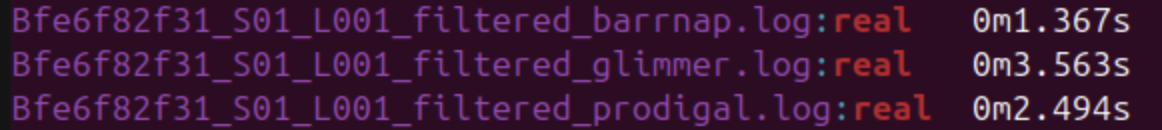 Bfe6f82f31_S01_L001_filtered_barrnap.log:real 0m1.367s
Bfe6f82f31_S01_L001_filtered_glimmer.log:real 0m3.563s
Bfe6f82f31_S01_L001_filtered_prodigal.log:real 0m2.494s